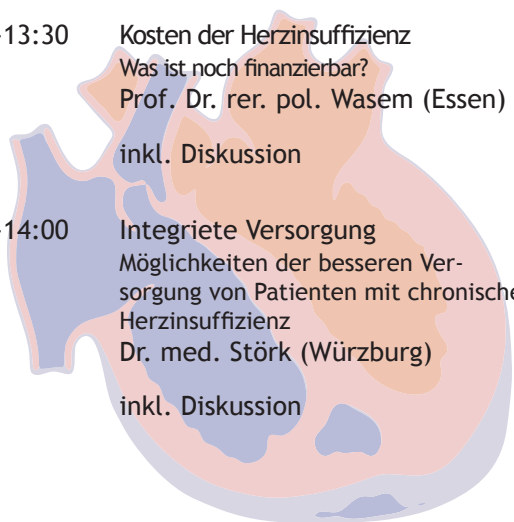 -13:30 Kosten der Herzinsuffizienz
Was ist noch finanzierbar?
Prof. Dr. rer. pol. Wasem (Essen)
inkl. Diskussion
-14:00 Integriete Versorgung
Möglichkeiten der besseren Ver-
sorgung von Patienten mit chronische
Herzinsuffizienz
Dr. med. Störk (Würzburg)
inkl. Diskussion